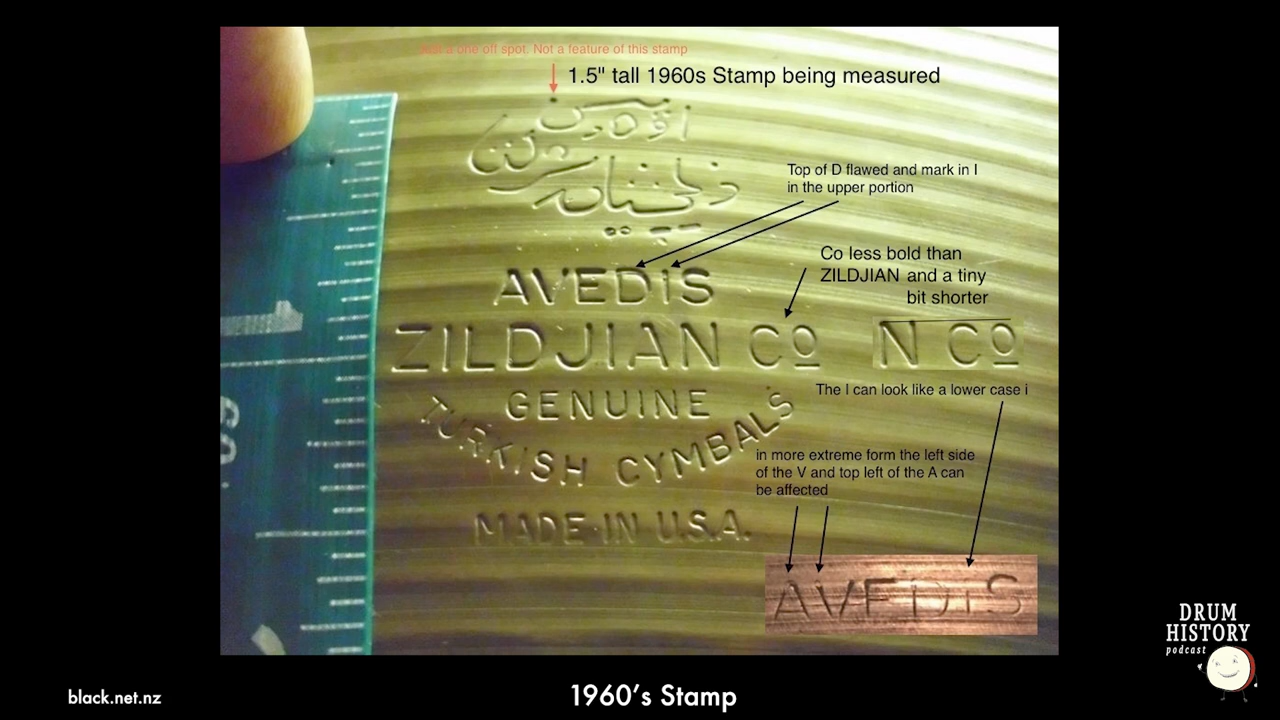 a one off spot. Not a feature of this stamp
1.5" tall 1960s Stamp being measured
Top of D flawed and mark in I
in the upper portion
AVEDiS
Co less bold than
ZILDJIAN and a tiny
bit shorter
ZILDJIAN Co
N Co
The I can look like a lower case i
GENUINE
TURKISH CYMBALS
in more extreme form the left side
of the V and top left of the A can
be affected
MADE IN U.S.A.
AVEDiS
1
DRUM
HISTORY
podcast
black.net.nz
1960's Stamp